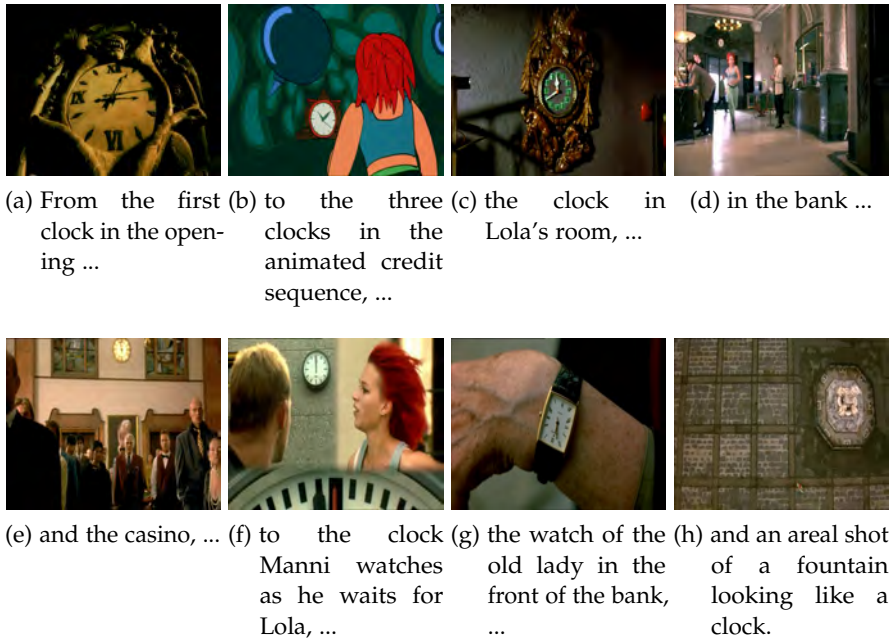 (a) From the first
clock in the open-
ing ...
(b) to the three
clocks in the
animated credit
sequence, ...
(c) the clock in
Lola's room, ...
(d) in the bank ...
(e) and the casino, ...
(f) to the clock
Manni watches
as he waits for
Lola, ...
(g) the watch of the
old lady in the
front of the bank,
...
(h) and an areal shot
of a fountain
looking like a
clock.